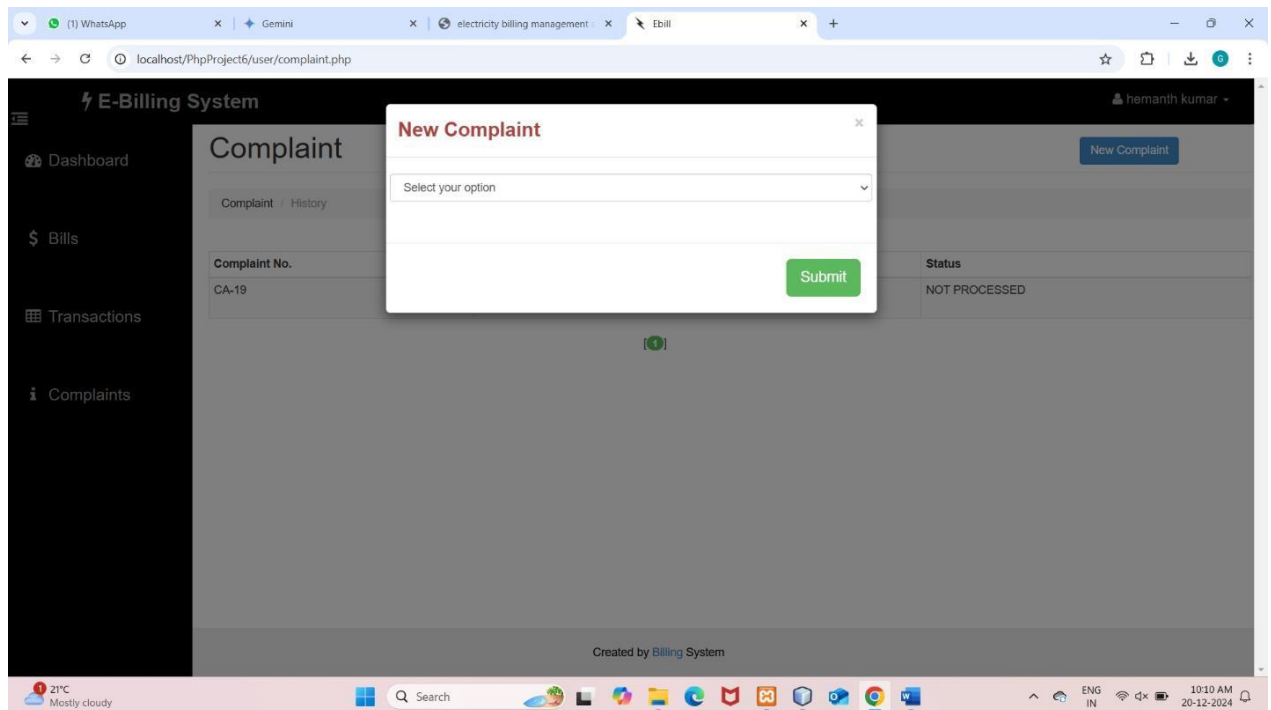 (1) WhatsApp
Gemini
electricity billing management
Ebill
localhost/PhpProject6/user/complaint.php
G
E-Billing System
hemanth kumar
New Complaint
Complaint
New Complaint
Dashboard
Select your option
Complaint / History
$ Bills
Complaint No.
Status
Submit
CA-19
NOT PROCESSED
Transactions
[1]
Complaints
Created by Billing System
1
21°C
Mostly cloudy
Search
ENG
IN
10:10 AM
20-12-2024